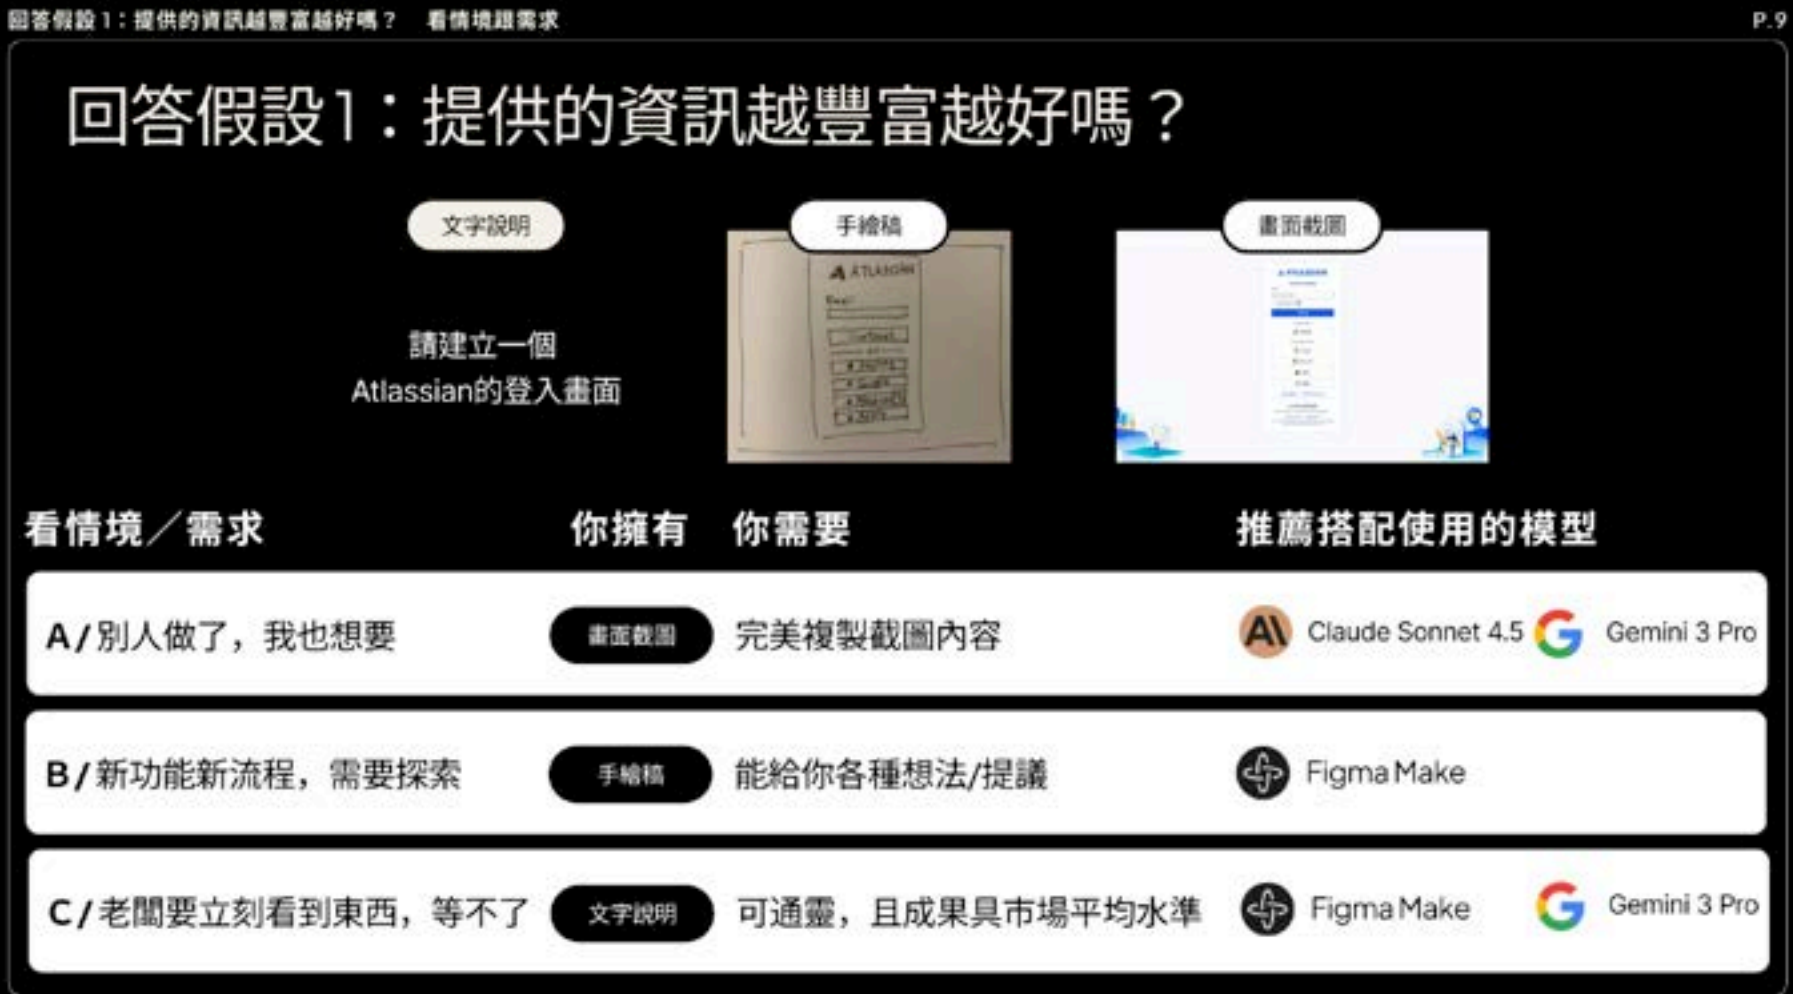 回答假設1：提供的資訊越豐富越好嗎？ 看情境跟需求
P.9
回答假設1：提供的資訊越豐富越好嗎？
文字說明
手繪稿
畫面截圖
請建立一個
Atlassian的登入畫面
ATLASSIAN
Email
看情境／需求 你擁有 你需要 推薦搭配使用的模型
A/別人做了，我也想要 畫面截圖 完美複製截圖內容 Claude Sonnet 4.5 Gemini 3 Pro
B/新功能新流程，需要探索 手繪稿 能給你各種想法/提議 Figma Make
C/老闆要立刻看到東西，等不了 文字說明 可通靈，且成果具市場平均水準 Figma Make Gemini 3 Pro